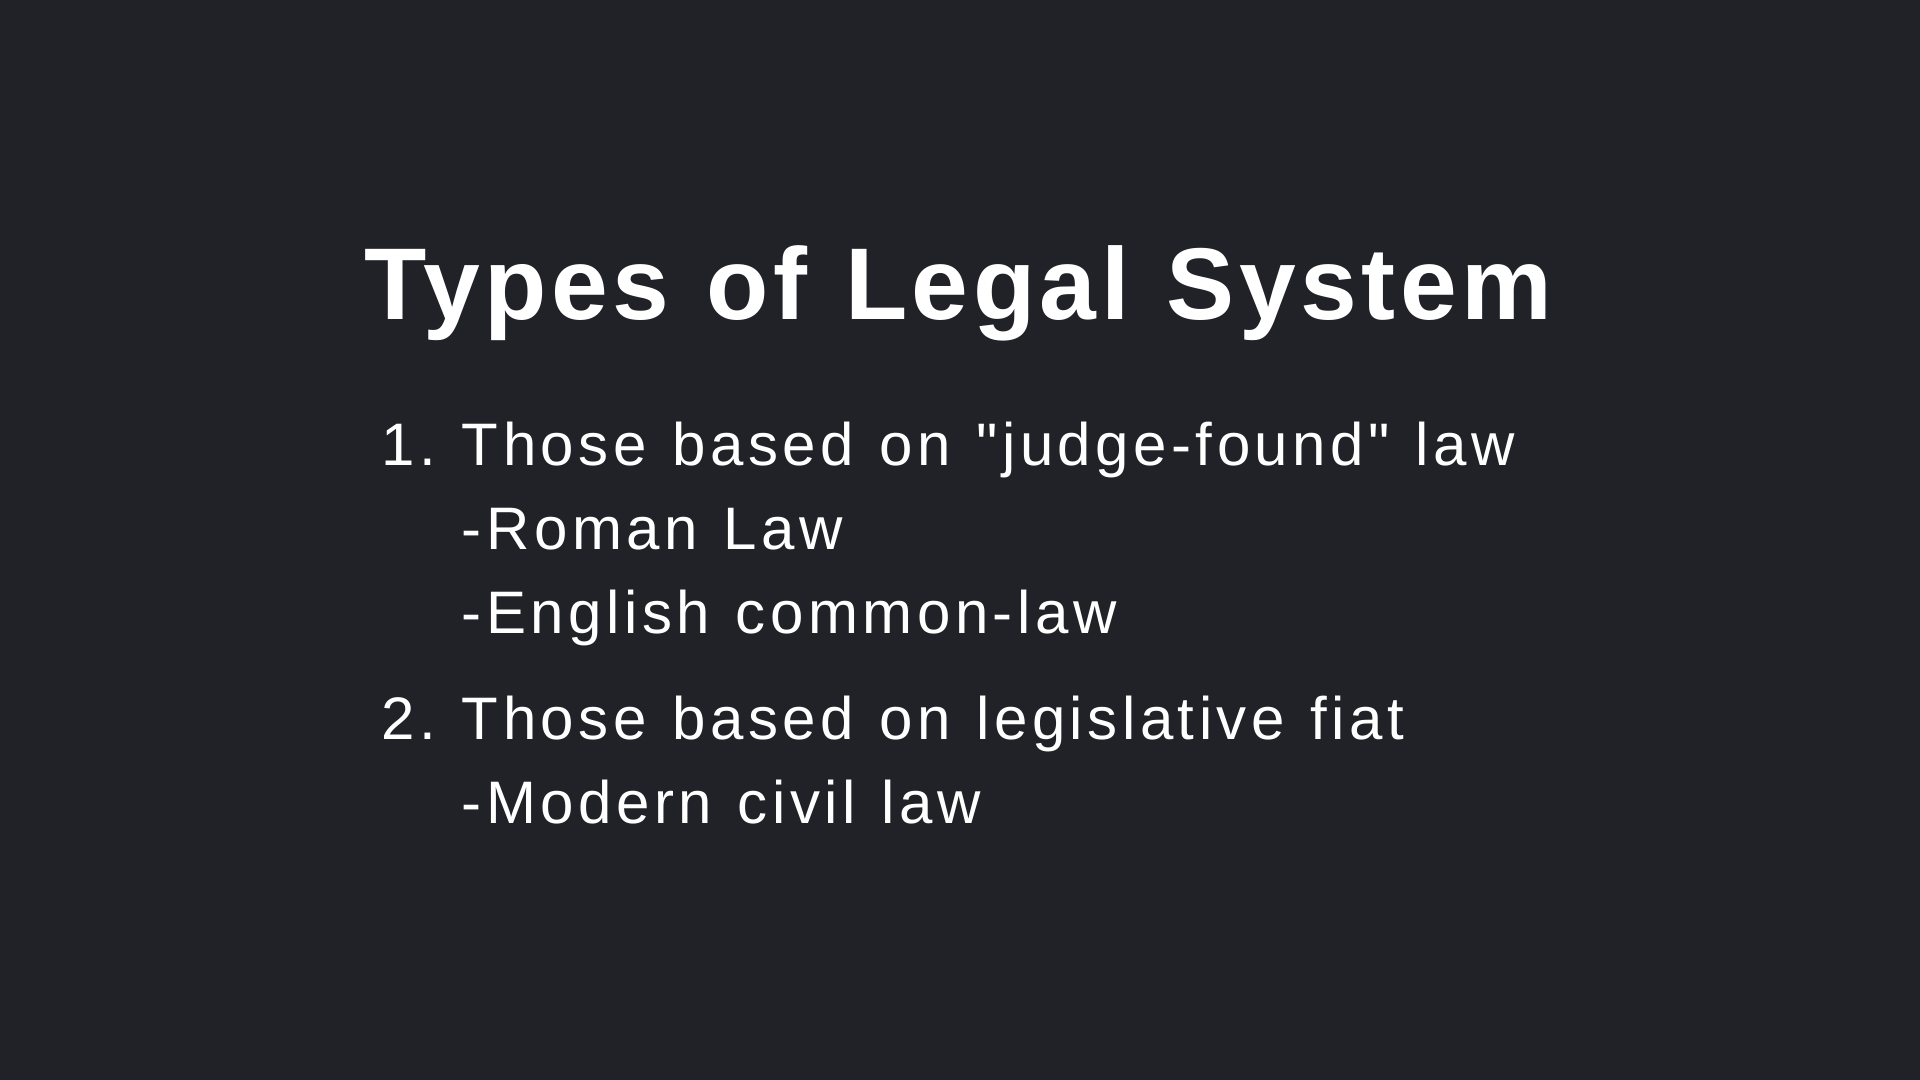 Types of Legal System
1. Those based on "judge-found" law
-Roman Law
-English common-law
2. Those based on legislative fiat
-Modern civil law